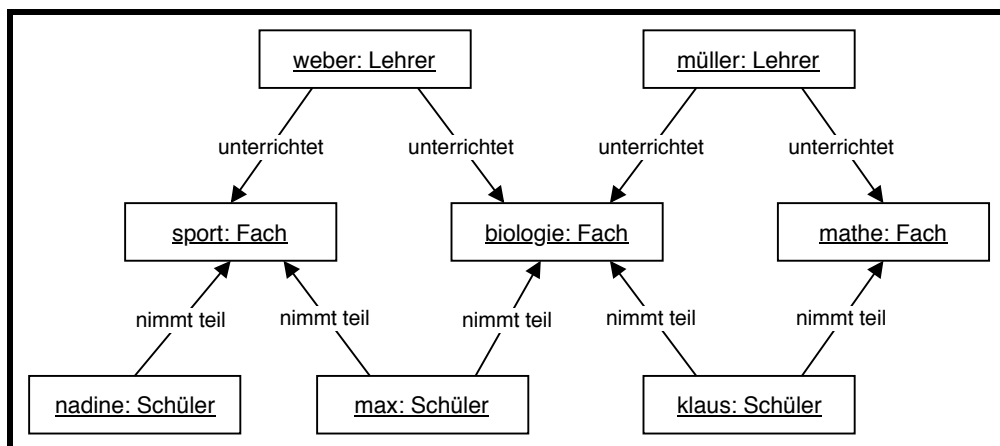 weber: Lehrer
müller: Lehrer
unterrichtet
unterrichtet
unterrichtet
unterrichtet
sport: Fach
biologie: Fach
mathe: Fach
nimmt teil
nimmt teil
nimmt teil
nimmt teil
nimmt teil
nadine: Schüler
max: Schüler
klaus: Schüler